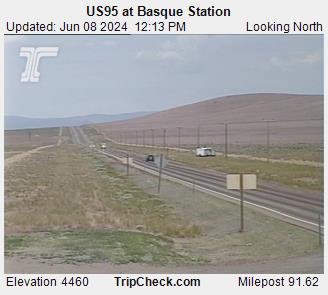 US95 at Basque Station
Updated: Jun 08 2024 12:13 PM Looking North
Elevation 4460 TripCheck.com Milepost 91.62